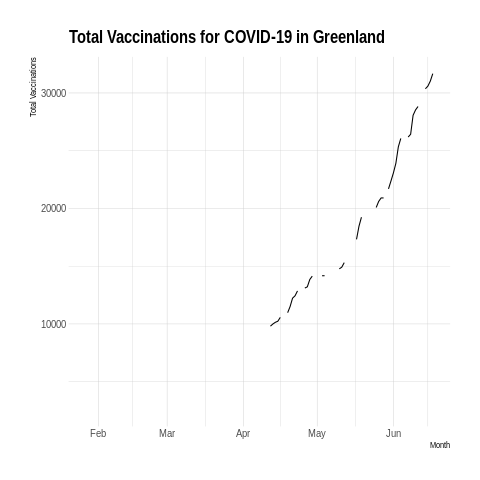 Total Vaccinations for COVID-19 in Greenland
Total Vaccinations
30000
20000
10000
Feb Mar Apr May Jun
Month